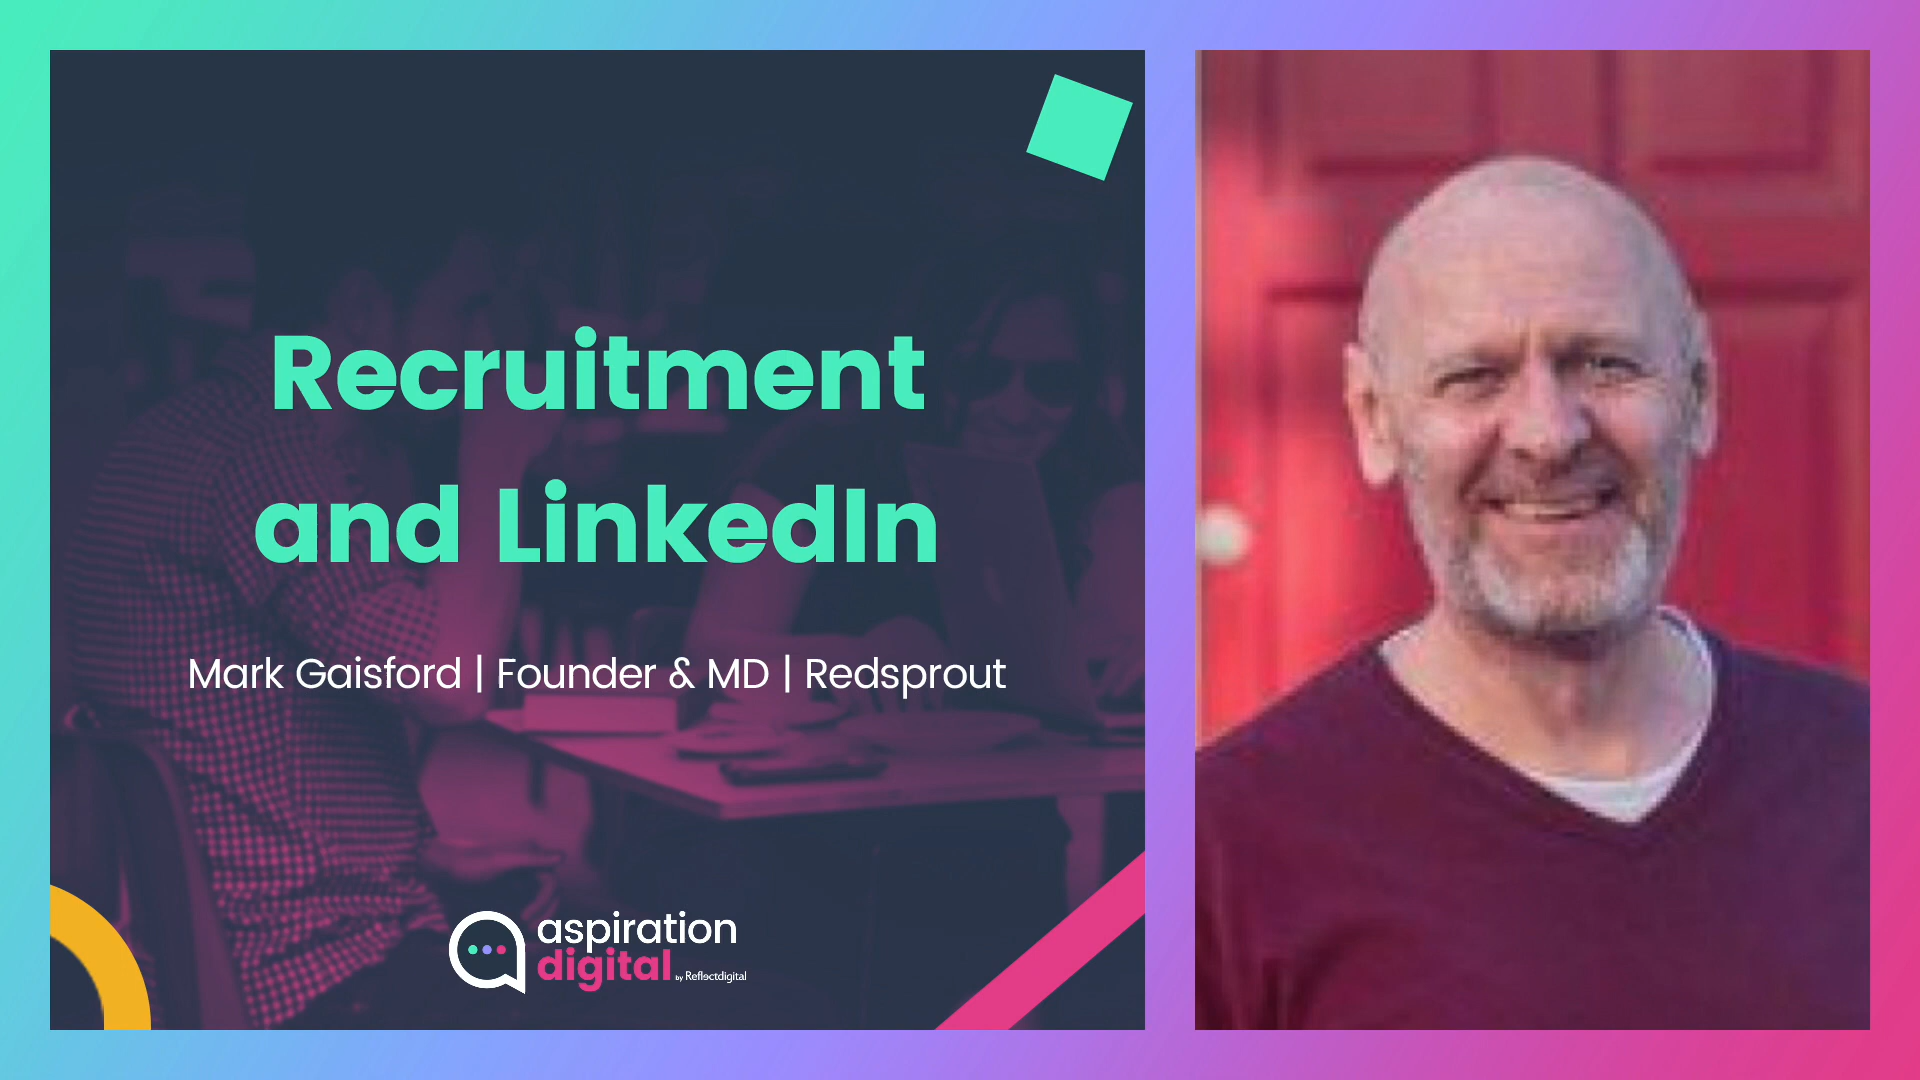 Recruitment
and LinkedIn
Mark Gaisford | Founder & MD | Redsprout
aspiration
digital by Reflectdigital